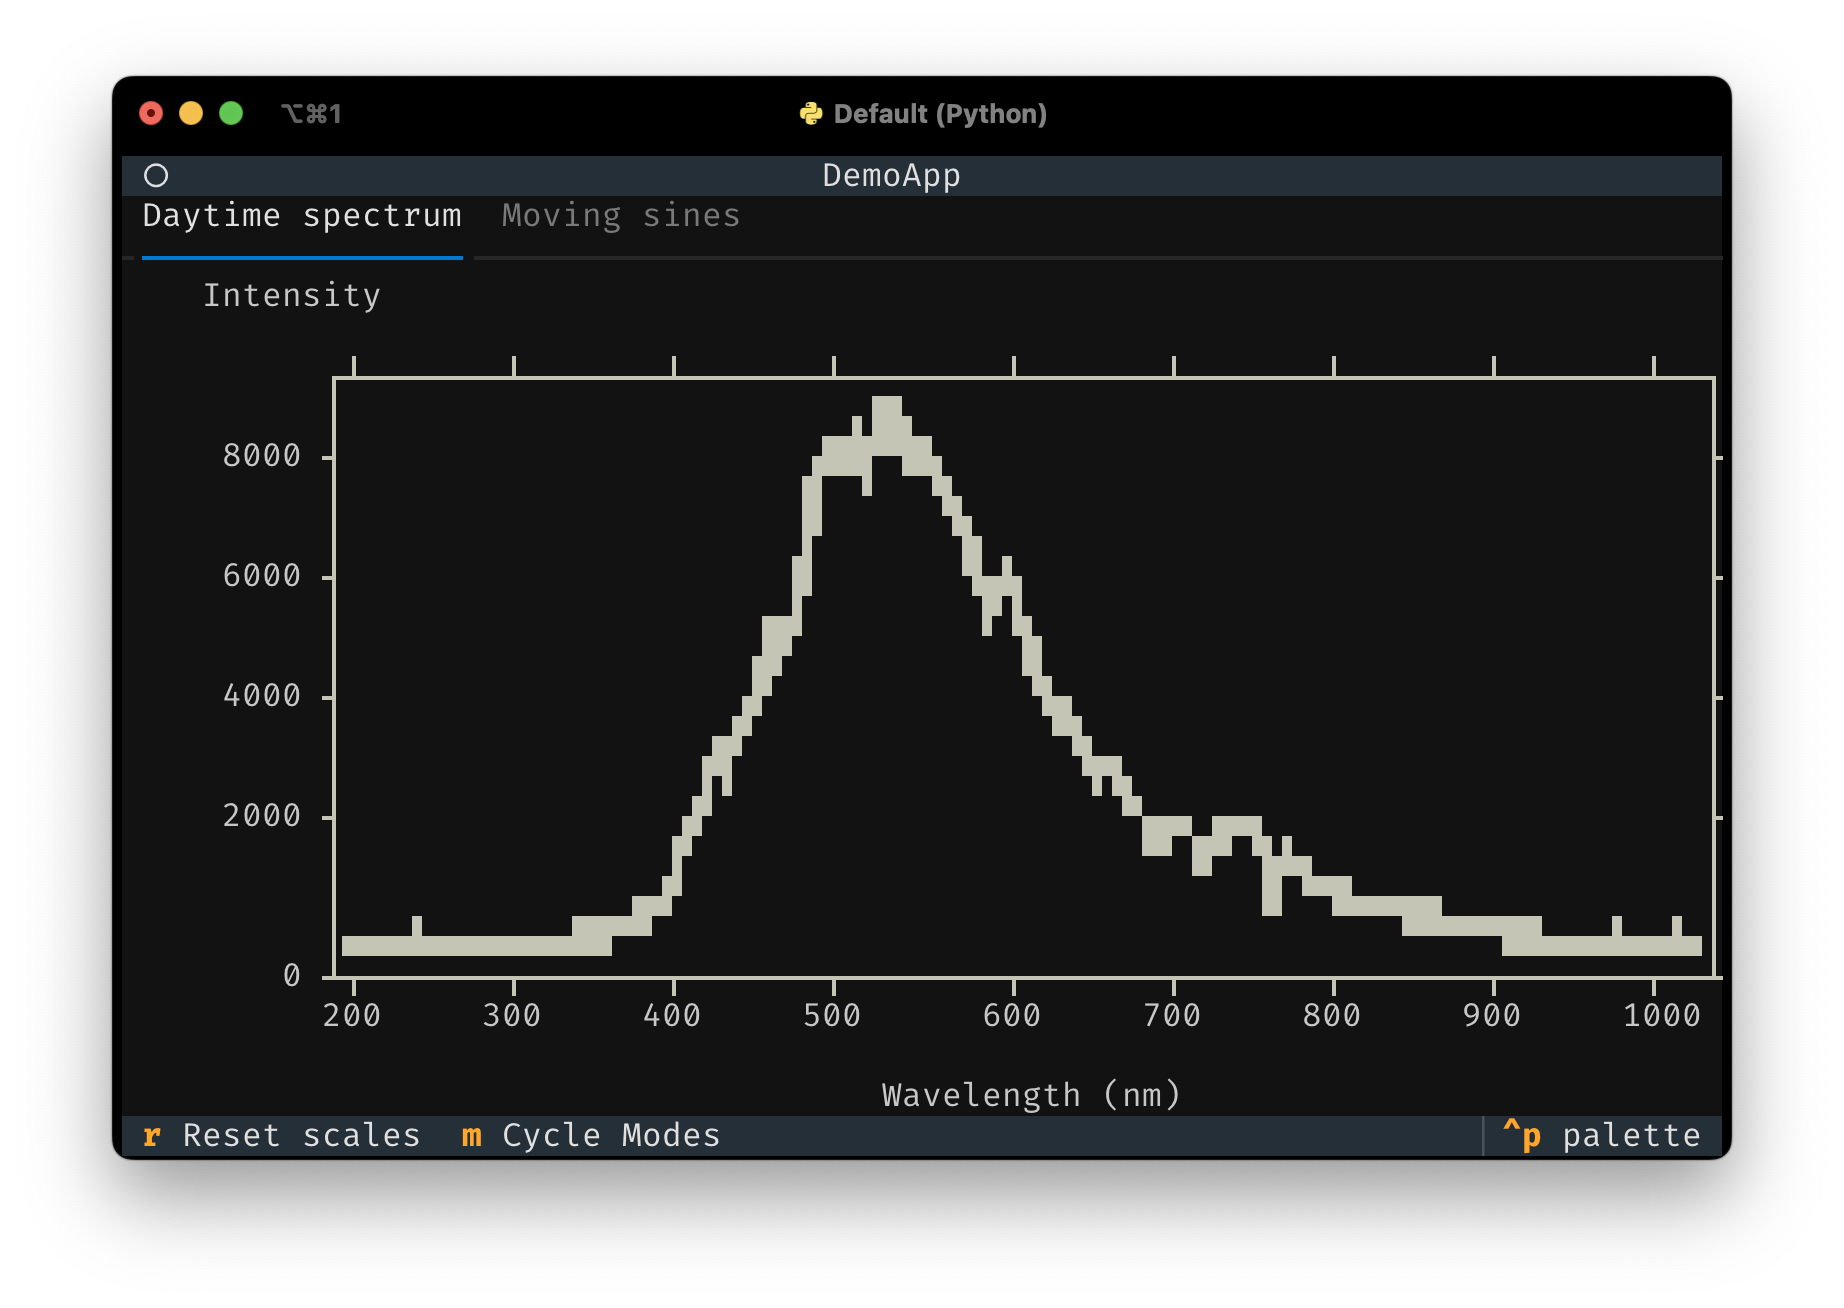 ⌥⌘1 Default (Python)
DemoApp
Daytime spectrum Moving sines
Intensity
8000
6000
4000
2000
0
200 300 400 500 600 700 800 900 1000
Wavelength (nm)
r Reset scales m Cycle Modes ^p palette